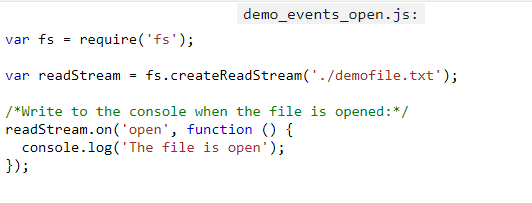 demo_events_open.js:
var fs = require('fs');
var readStream = fs.createReadStream('./demofile.txt');
/*Write to the console when the file is opened:*/
readStream.on('open', function () {
  console.log('The file is open');
});